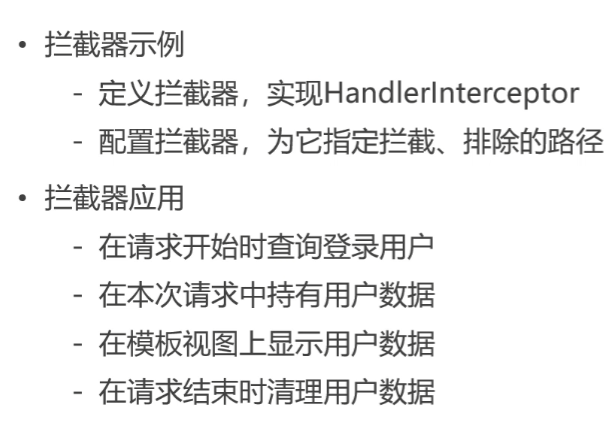 • 拦截器示例
- 定义拦截器，实现HandlerInterceptor
- 配置拦截器，为它指定拦截、排除的路径
• 拦截器应用
- 在请求开始时查询登录用户
- 在本次请求中持有用户数据
- 在模板视图上显示用户数据
- 在请求结束时清理用户数据